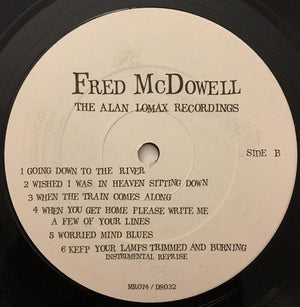 FRED MCDOWELL
THE ALAN LOMAX RECORDINGS
SIDE B
1 GOING DOWN TO THE RIVER
2 WISHED I WAS IN HEAVEN SITTING DOWN
3 WHEN THE TRAIN COMES ALONG
4 WHEN YOU GET HOME PLEASE WRITE ME
A FEW OF YOUR LINES
5 WORRIED MIND BLUES
6 KEEP YOUR LAMPS TRIMMED AND BURNING
INSTRUMENTAL REPRISE
MR074 / DS032